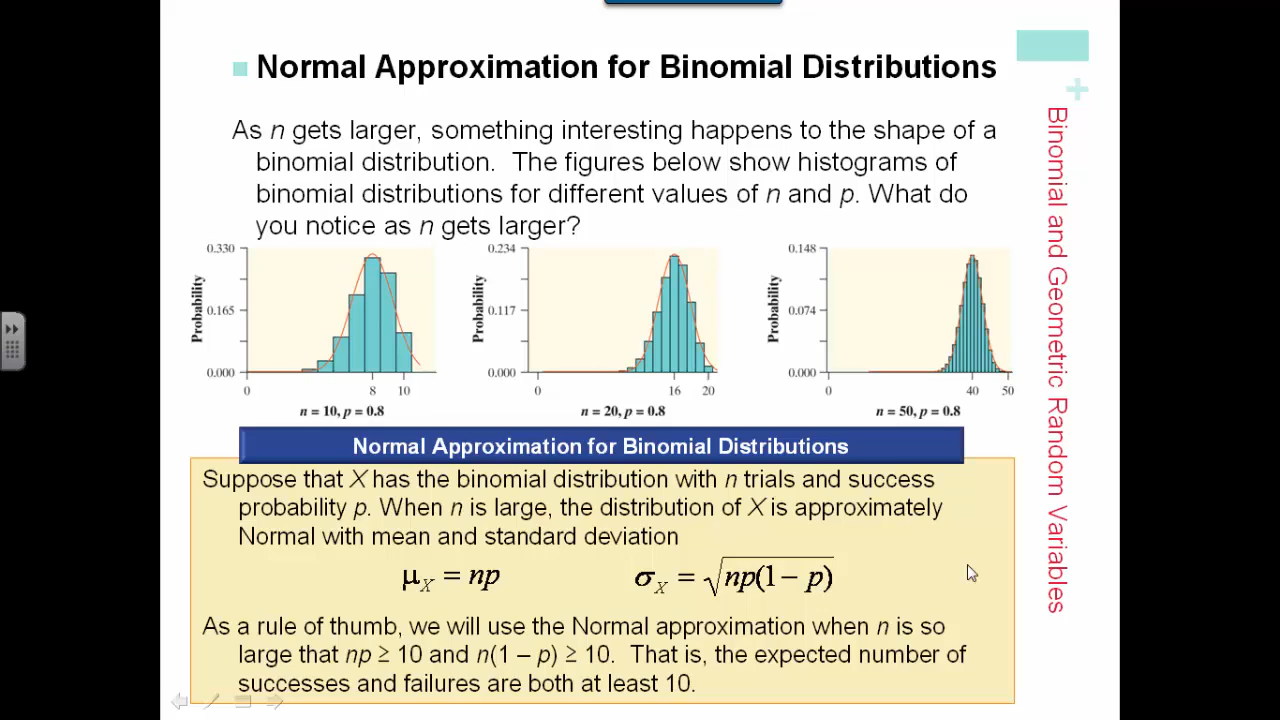 Normal Approximation for Binomial Distributions
As n gets larger, something interesting happens to the shape of a
binomial distribution. The figures below show histograms of
binomial distributions for different values of n and p. What do
you notice as n gets larger?
0.330
0.165
0.000
Probability
0 8 10
n = 10, p = 0.8
0.234
0.117
0.000
Probability
0 16 20
n = 20, p = 0.8
0.148
0.074
0.000
Probability
0 40 50
n = 50, p = 0.8
Normal Approximation for Binomial Distributions
Suppose that X has the binomial distribution with n trials and success
probability p. When n is large, the distribution of X is approximately
Normal with mean and standard deviation
μX = np σX = √np(1 − p)
As a rule of thumb, we will use the Normal approximation when n is so
large that np ≥ 10 and n(1 – p) ≥ 10. That is, the expected number of
successes and failures are both at least 10.
+
Binomial and Geometric Random Variables